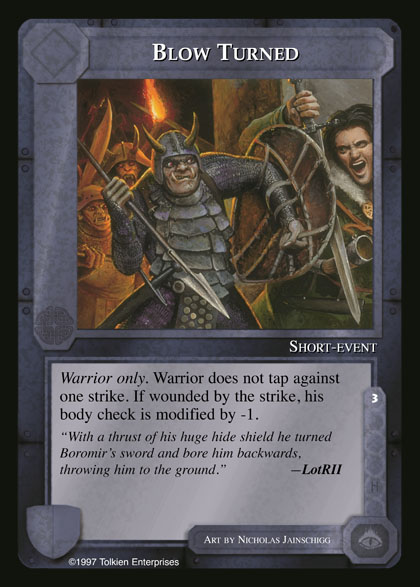 BLOW TURNED
SHORT-EVENT
Warrior only. Warrior does not tap against
one strike. If wounded by the strike, his
body check is modified by -1.
3
“With a thrust of his huge hide shield he turned
Boromir’s sword and bore him backwards,
throwing him to the ground.” —LotRII
H
ART BY NICHOLAS JAINSCHIGG
©1997 Tolkien Enterprises